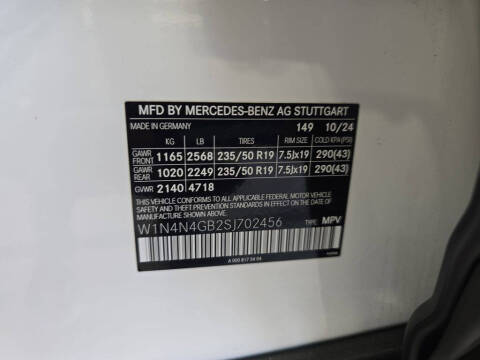 MFD BY MERCEDES-BENZ AG STUTTGART
MADE IN GERMANY 149 10/24
KG LB TIRES RIM SIZE COLD KPA (PSI)
GAWR FRONT 1165 2568 235/50 R19 7.5Jx19 290(43)
GAWR REAR 1020 2249 235/50 R19 7.5Jx19 290(43)
GVWR 2140 4718
THIS VEHICLE CONFORMS TO ALL APPLICABLE FEDERAL MOTOR VEHICLE
SAFETY, BUMPER, AND THEFT PREVENTION STANDARDS IN EFFECT ON THE
DATE OF MANUFACTURE SHOWN ABOVE.
W1N4N4GB2SJ702456 TYPE: MPV